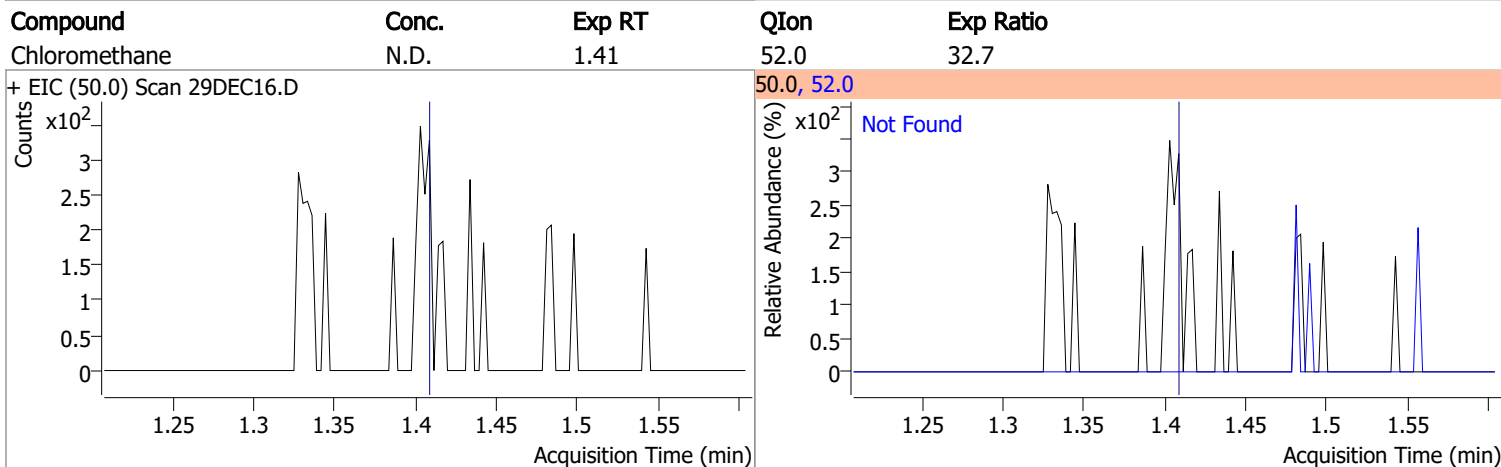 Compound Conc. Exp RT QIon Exp Ratio
Chloromethane N.D. 1.41 52.0 32.7
+ EIC (50.0) Scan 29DEC16.D
Counts
x10²
3
2.5
2
1.5
1
0.5
0
1.25 1.3 1.35 1.4 1.45 1.5 1.55
Acquisition Time (min)
50.0, 52.0
Relative Abundance (%)
x10²
Not Found
3
2.5
2
1.5
1
0.5
0
1.25 1.3 1.35 1.4 1.45 1.5 1.55
Acquisition Time (min)